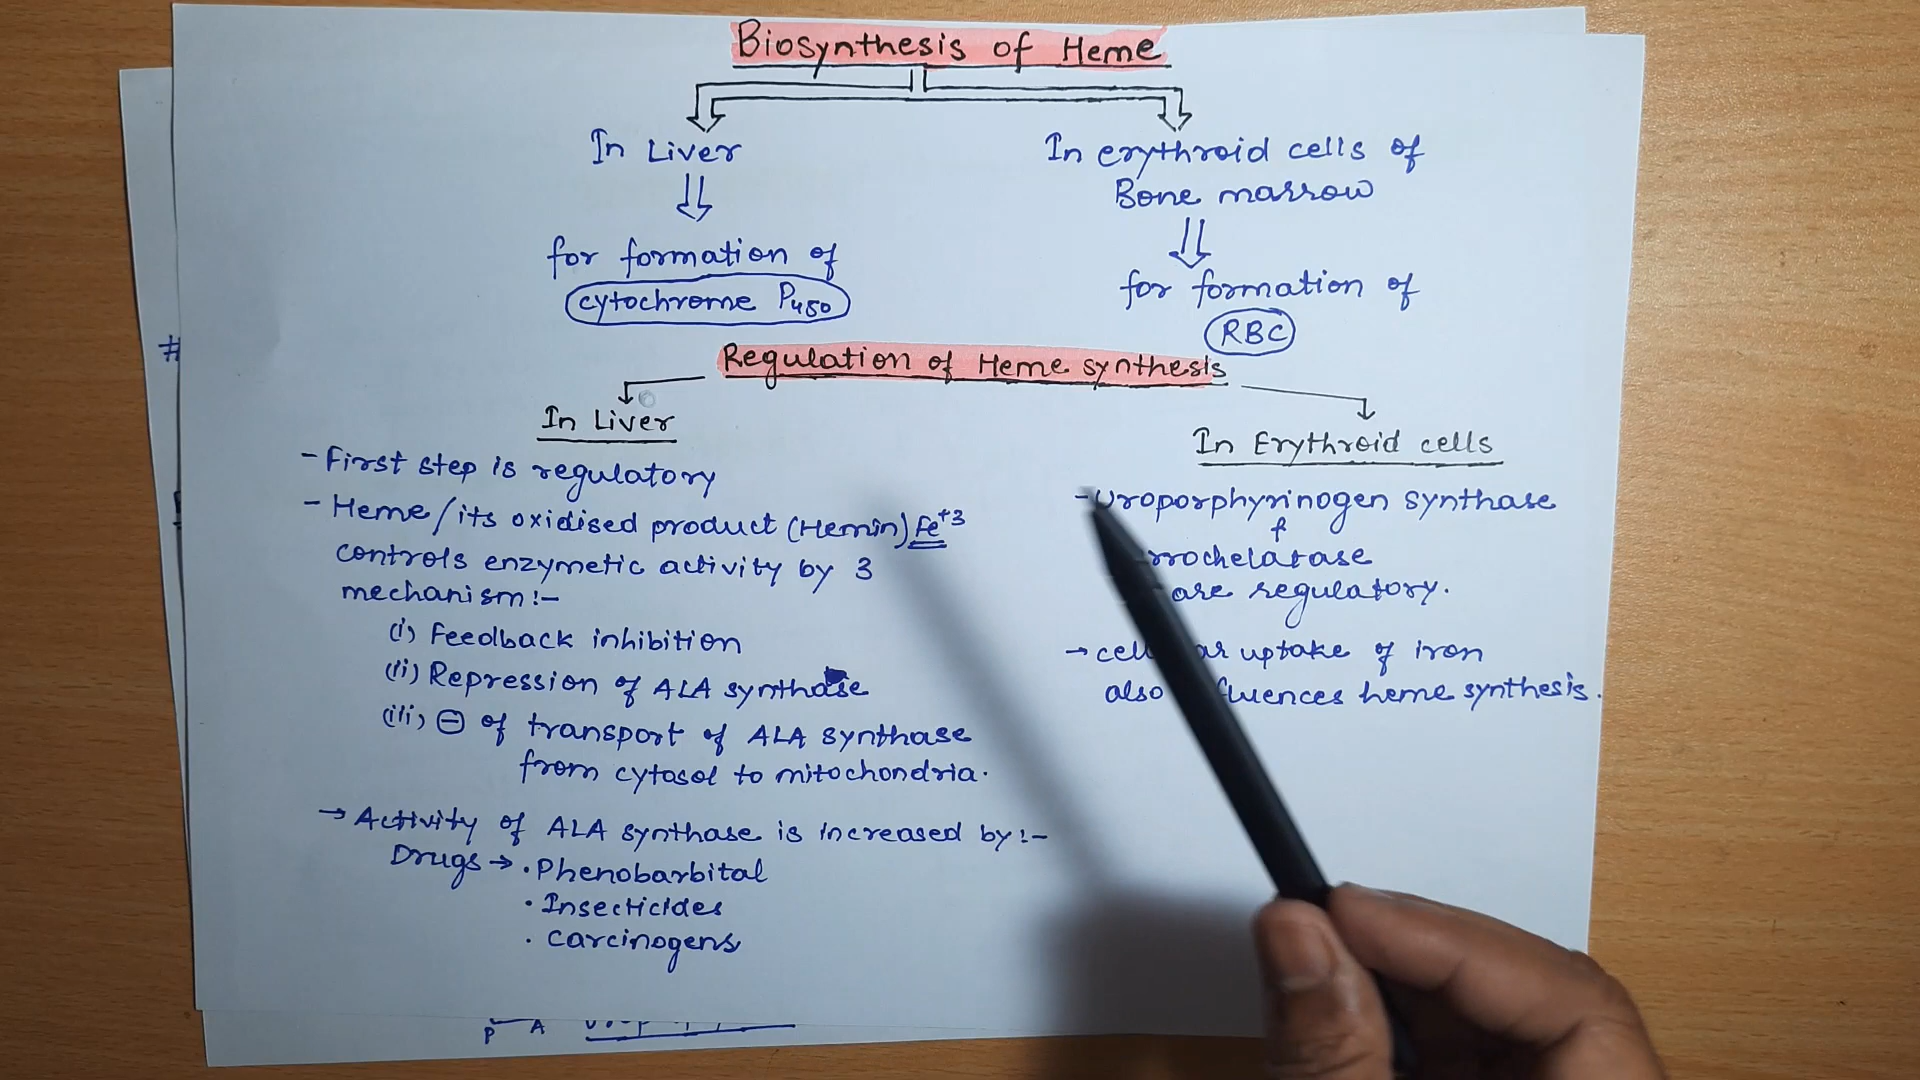 Biosynthesis of Heme
In Liver
for formation of
cytochrome P450
In erythroid cells of
Bone marrow
for formation of
RBC
Regulation of Heme synthesis
In Liver
- First step is regulatory
- Heme/its oxidised product (Hemin) Fe+3
controls enzymetic activity by 3
mechanism:-
(i) Feedback inhibition
(ii) Repression of ALA synthase
(iii) ⊖ of transport of ALA synthase
from cytosol to mitochondria.
→ Activity of ALA synthase is increased by:-
Drugs → • Phenobarbital
• Insecticides
• Carcinogens
In Erythroid cells
- Uroporphyrinogen synthase
are regulatory.
→ uptake of iron
also heme synthesis.
#
P A